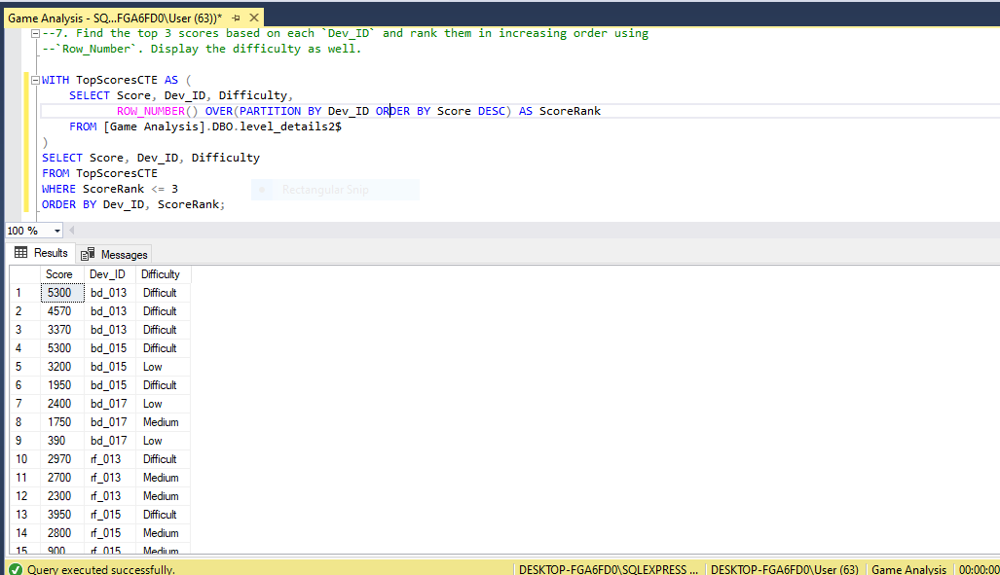 Game Analysis - SQ...FGA6FD0\User (63))*
--7. Find the top 3 scores based on each `Dev_ID` and rank them in increasing order using
--`Row_Number`. Display the difficulty as well.
WITH TopScoresCTE AS (
SELECT Score, Dev_ID, Difficulty,
ROW_NUMBER() OVER(PARTITION BY Dev_ID ORDER BY Score DESC) AS ScoreRank
FROM [Game Analysis].DBO.level_details2$
)
SELECT Score, Dev_ID, Difficulty
FROM TopScoresCTE
WHERE ScoreRank <= 3
Rectangular Snip
ORDER BY Dev_ID, ScoreRank;
100 %
Results Messages
Score Dev_ID Difficulty
1 5300 bd_013 Difficult
2 4570 bd_013 Difficult
3 3370 bd_013 Difficult
4 5300 bd_015 Difficult
5 3200 bd_015 Low
6 1950 bd_015 Difficult
7 2400 bd_017 Low
8 1750 bd_017 Medium
9 390 bd_017 Low
10 2970 rf_013 Difficult
11 2700 rf_013 Medium
12 2300 rf_013 Medium
13 3950 rf_015 Difficult
14 2800 rf_015 Medium
15 900 rf_015 Medium
Query executed successfully. DESKTOP-FGA6FD0\SQLEXPRESS ... DESKTOP-FGA6FD0\User (63) Game Analysis 00:00:00